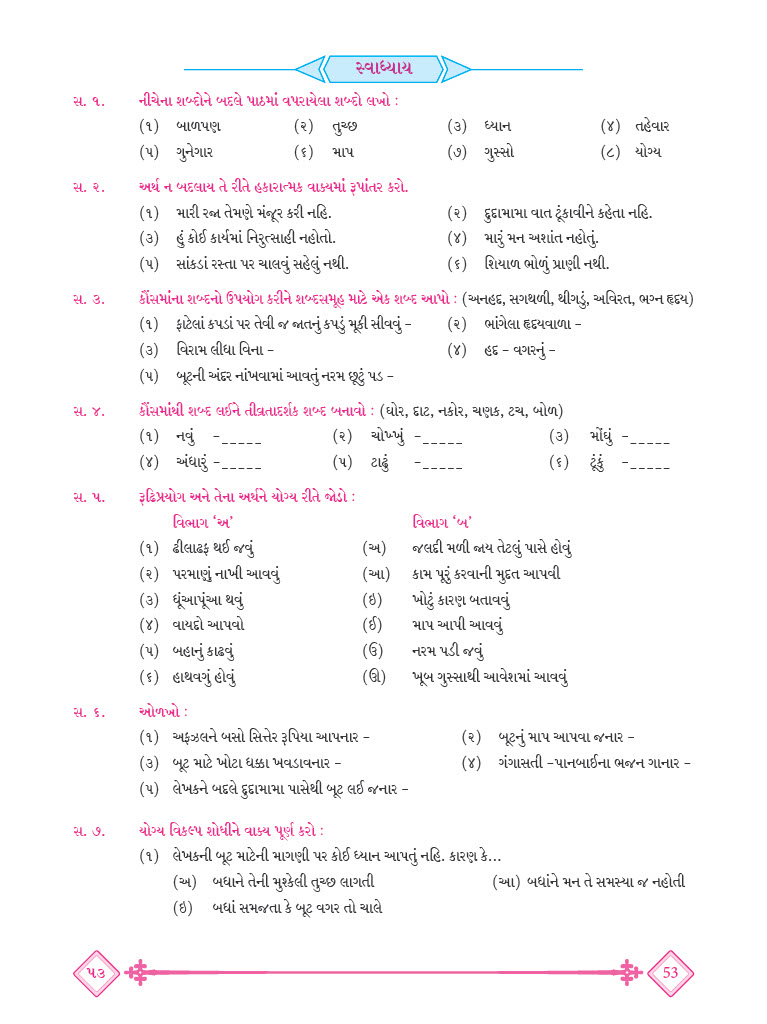 સ્વાધ્યાય
સ. ૧. નીચેના શબ્દોને બદલે પાઠમાં વપરાયેલા શબ્દો લખો :
(૧) બાળપણ (૨) તુચ્છ (૩) ધ્યાન (૪) તહેવાર
(૫) ગુનેગાર (૬) માપ (૭) ગુસ્સો (૮) યોગ્ય
સ. ૨. અર્થ ન બદલાય તે રીતે હકારાત્મક વાક્યમાં રૂપાંતર કરો.
(૧) મારી રજા તેમણે મંજૂર કરી નહિ. (૨) દુદામામા વાત ટૂંકાવીને કહેતા નહિ.
(૩) હું કોઈ કાર્યમાં નિરુત્સાહી નહોતો. (૪) મારું મન અશાંત નહોતું.
(૫) સાંકડાં રસ્તા પર ચાલવું સહેલું નથી. (૬) શિયાળ ભોળું પ્રાણી નથી.
સ. ૩. કૌંસમાંના શબ્દનો ઉપયોગ કરીને શબ્દસમૂહ માટે એક શબ્દ આપો : (અનહદ, સગથળી, થીગડું, અવિરત, ભગ્ન હૃદય)
(૧) ફાટેલાં કપડાં પર તેવી જ જાતનું કપડું મૂકી સીવવું - (૨) ભાંગેલા હૃદયવાળા -
(૩) વિરામ લીધા વિના - (૪) હદ - વગરનું -
(૫) બૂટની અંદર નાંખવામાં આવતું નરમ છૂટું પડ -
સ. ૪. કૌંસમાંથી શબ્દ લઈને તીવ્રતાદર્શક શબ્દ બનાવો : (ઘોર, દાટ, નકોર, ચણક, ટચ, બોળ)
(૧) નવું -_____ (૨) ચોખ્ખું -_____ (૩) મોંઘું -_____
(૪) અંધારું -_____ (૫) ટાઢું -_____ (૬) ટૂંકું -_____
સ. ૫. રૂઢિપ્રયોગ અને તેના અર્થને યોગ્ય રીતે જોડો :
વિભાગ ‘અ’ વિભાગ ‘બ’
(૧) ઢીલાઢફ થઈ જવું (અ) જલદી મળી જાય તેટલું પાસે હોવું
(૨) પરમાણું નાખી આવવું (આ) કામ પૂરું કરવાની મુદત આપવી
(૩) ઘૂંઆપૂંઆ થવું (ઇ) ખોટું કારણ બતાવવું
(૪) વાયદો આપવો (ઈ) માપ આપી આવવું
(૫) બહાનું કાઢવું (ઉ) નરમ પડી જવું
(૬) હાથવગું હોવું (ઊ) ખૂબ ગુસ્સાથી આવેશમાં આવવું
સ. ૬. ઓળખો :
(૧) અફઝલને બસો સિત્તેર રૂપિયા આપનાર - (૨) બૂટનું માપ આપવા જનાર -
(૩) બૂટ માટે ખોટા ધક્કા ખવડાવનાર - (૪) ગંગાસતી -પાનબાઈના ભજન ગાનાર -
(૫) લેખકને બદલે દુદામામા પાસેથી બૂટ લઈ જનાર -
સ. ૭. યોગ્ય વિકલ્પ શોધીને વાક્ય પૂર્ણ કરો :
(૧) લેખકની બૂટ માટેની માગણી પર કોઈ ધ્યાન આપતું નહિ. કારણ કે...
(અ) બધાને તેની મુશ્કેલી તુચ્છ લાગતી (આ) બધાંને મન તે સમસ્યા જ નહોતી
(ઇ) બધાં સમજતા કે બૂટ વગર તો ચાલે
૫૩ 53